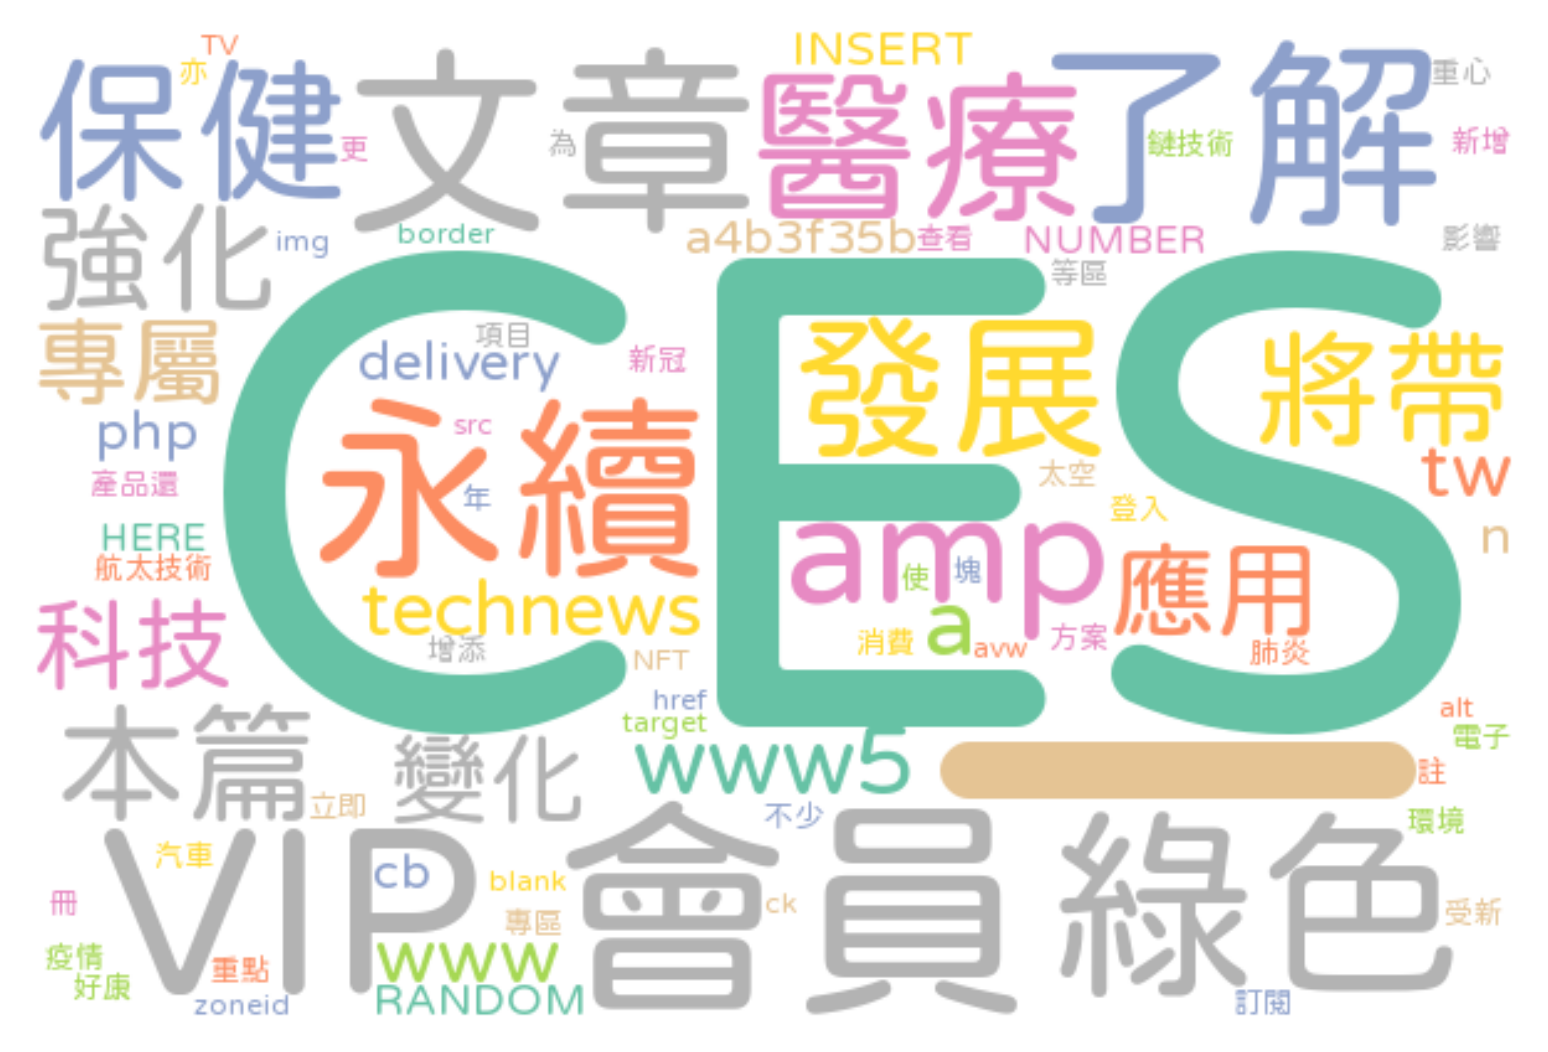 TV
INSERT
亦
保健
文章
醫療
了解
重心
更
為
鏈技術
新增
強化
img
border
a4b3f35b
查看
NUMBER
影響
等區
CES
專屬
項目
delivery
新冠
發展
將帶
php
永續
src
年
太空
tw
產品還
登入
n
HERE
航太技術
amp
使
塊
應用
科技
technews
增添
NFT
消費
a
avw
方案
肺炎
href
target
alt
電子
本篇
變化
www5
註
立即
不少
環境
VIP
會員
綠色
汽車
cb
blank
ck
冊
專區
受新
疫情
好康
重點
www
zoneid
RANDOM
訂閱